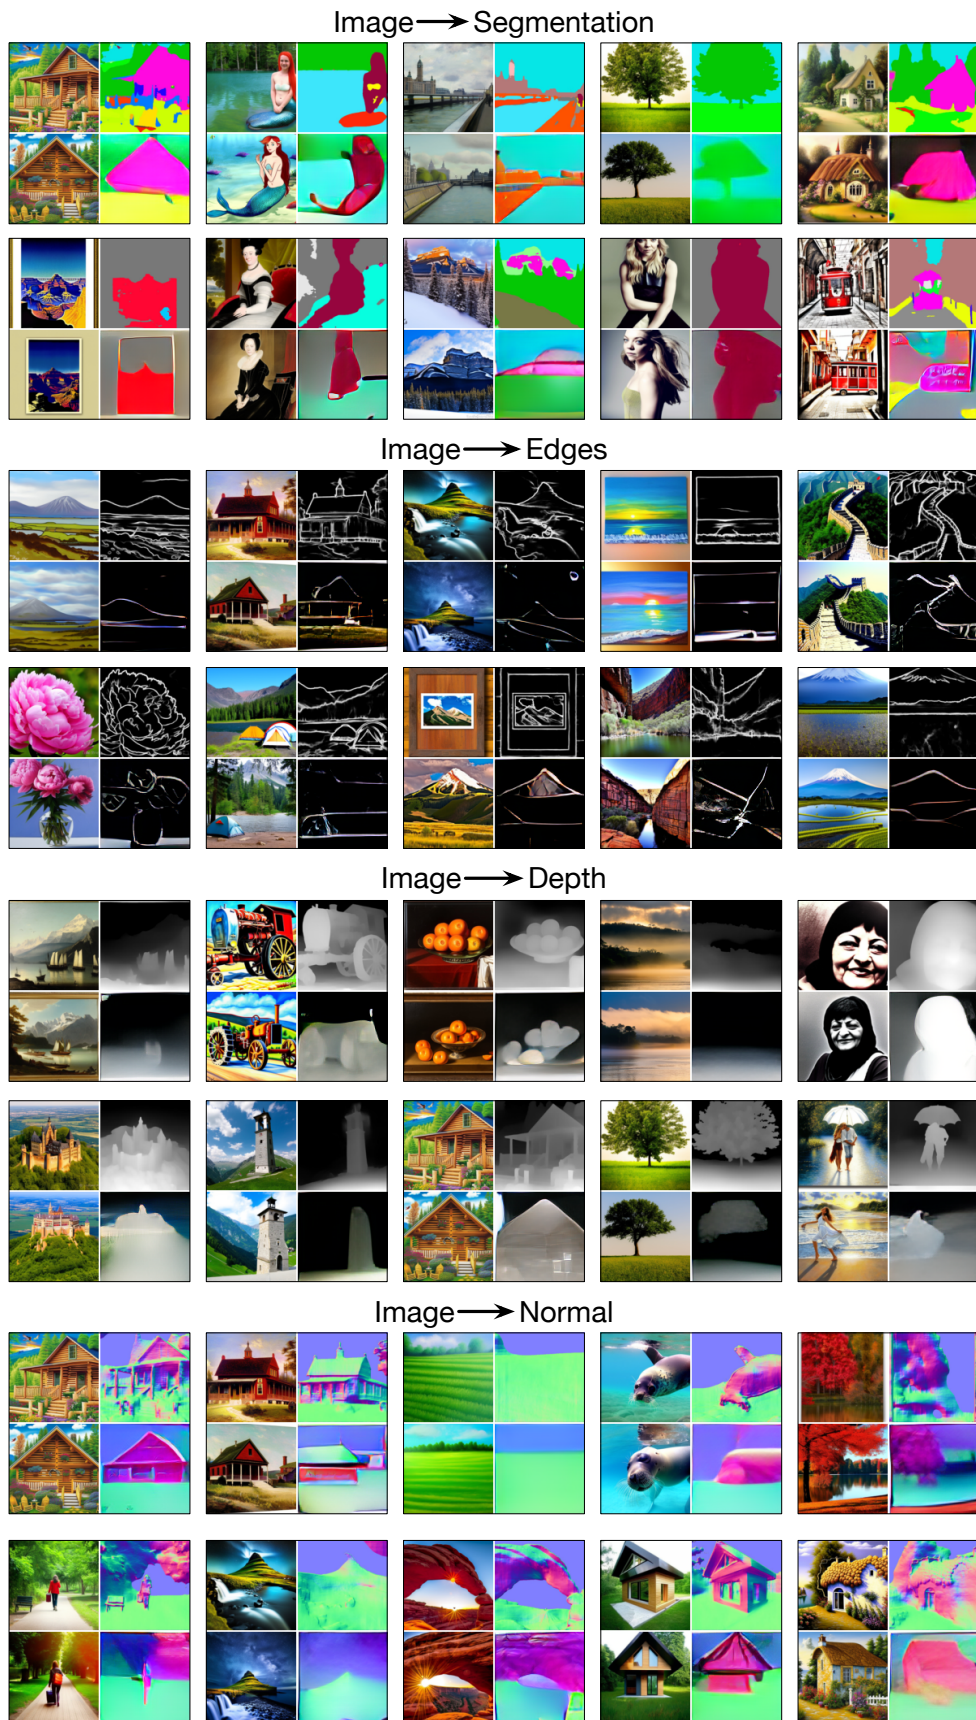 Image → Segmentation
Image → Edges
Image → Depth
Image → Normal